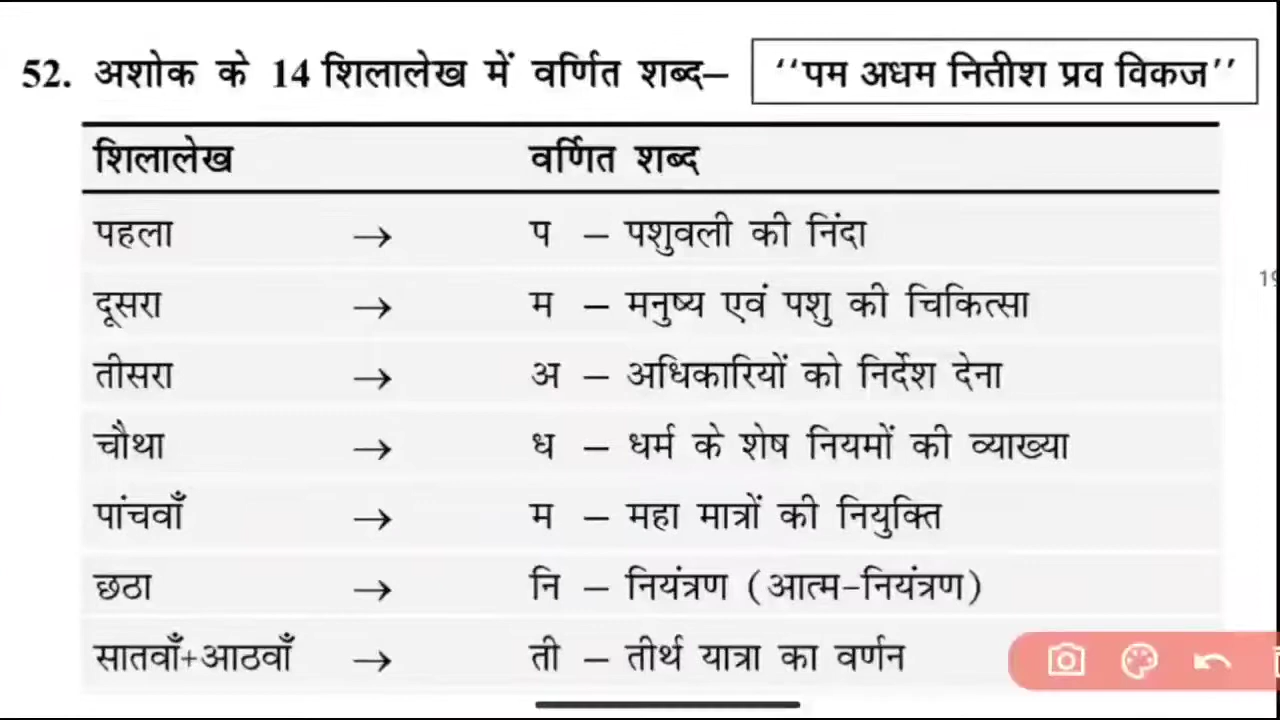 52. अशोक के 14 शिलालेख में वर्णित शब्द– ‘‘पम अधम नितीश प्रव विकज’’
शिलालेख वर्णित शब्द
पहला → प – पशुवली की निंदा
दूसरा → म – मनुष्य एवं पशु की चिकित्सा
तीसरा → अ – अधिकारियों को निर्देश देना
चौथा → ध – धर्म के शेष नियमों की व्याख्या
पांचवाँ → म – महा मात्रों की नियुक्ति
छठा → नि – नियंत्रण (आत्म-नियंत्रण)
सातवाँ+आठवाँ → ती – तीर्थ यात्रा का वर्णन